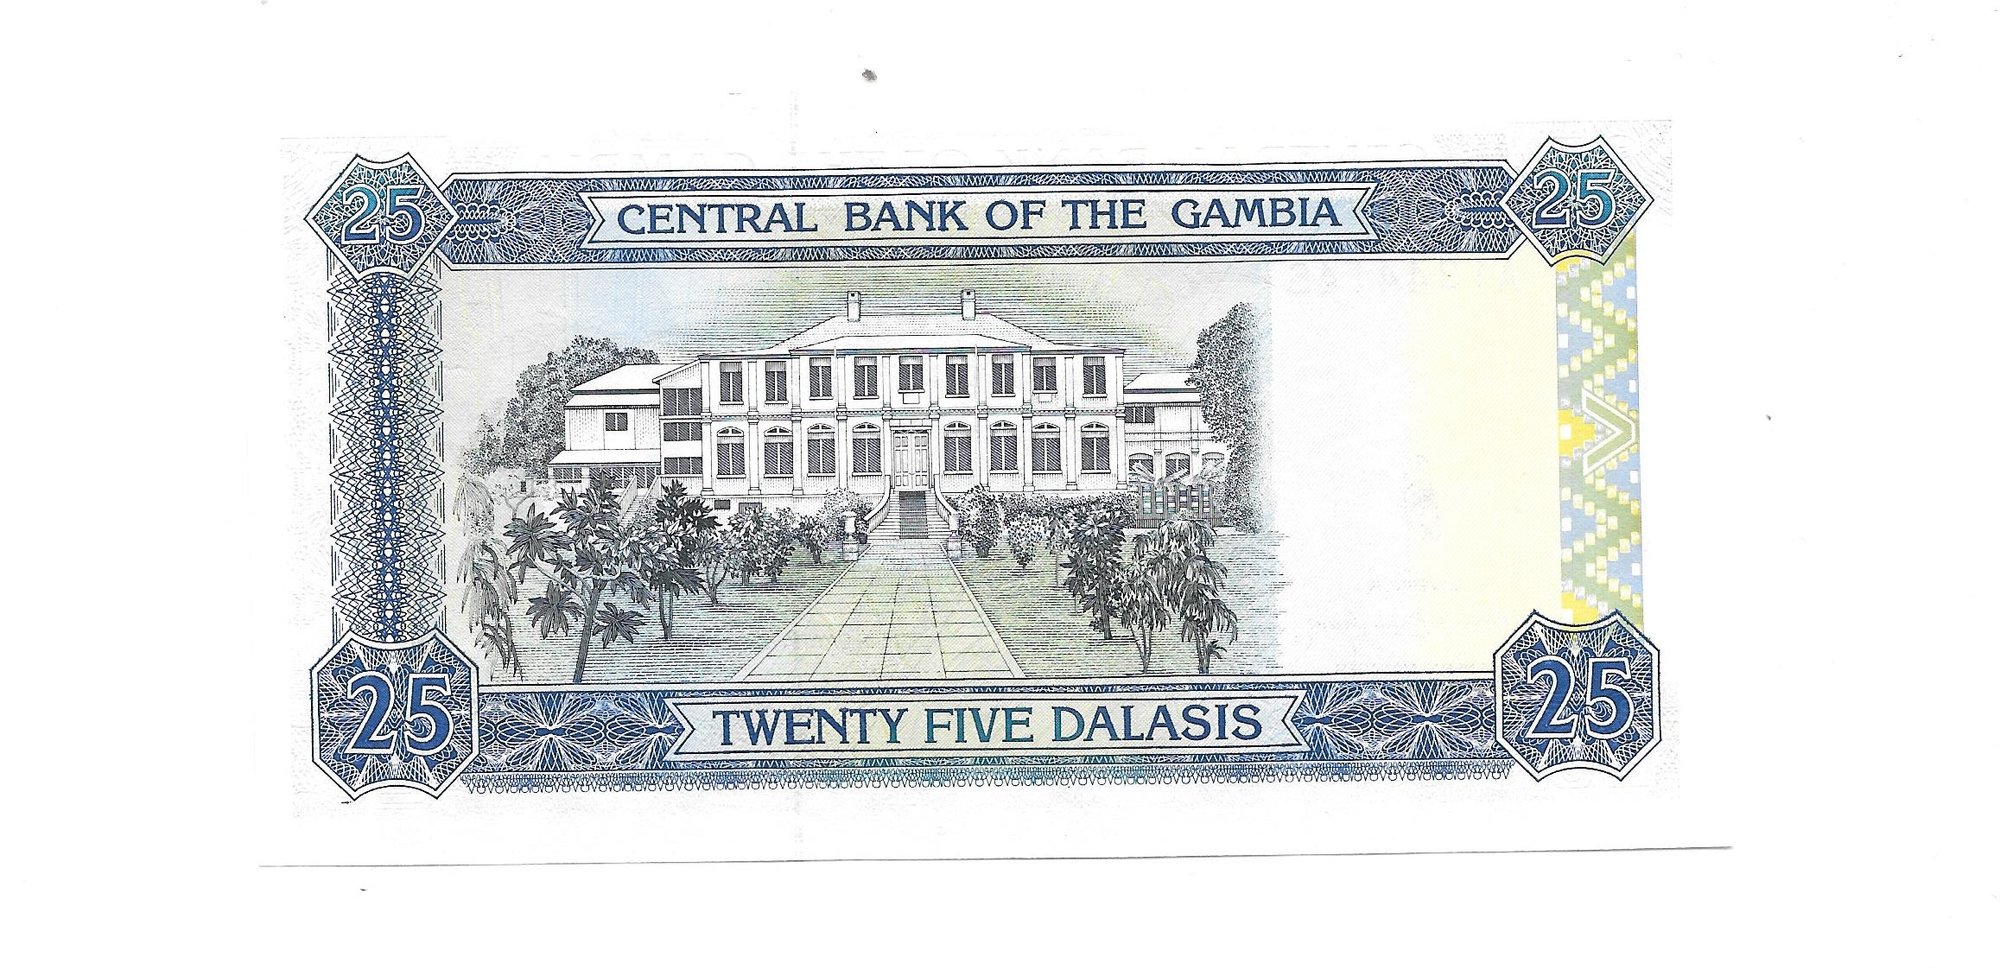 25 CENTRAL BANK OF THE GAMBIA 25
25 TWENTY FIVE DALASIS 25